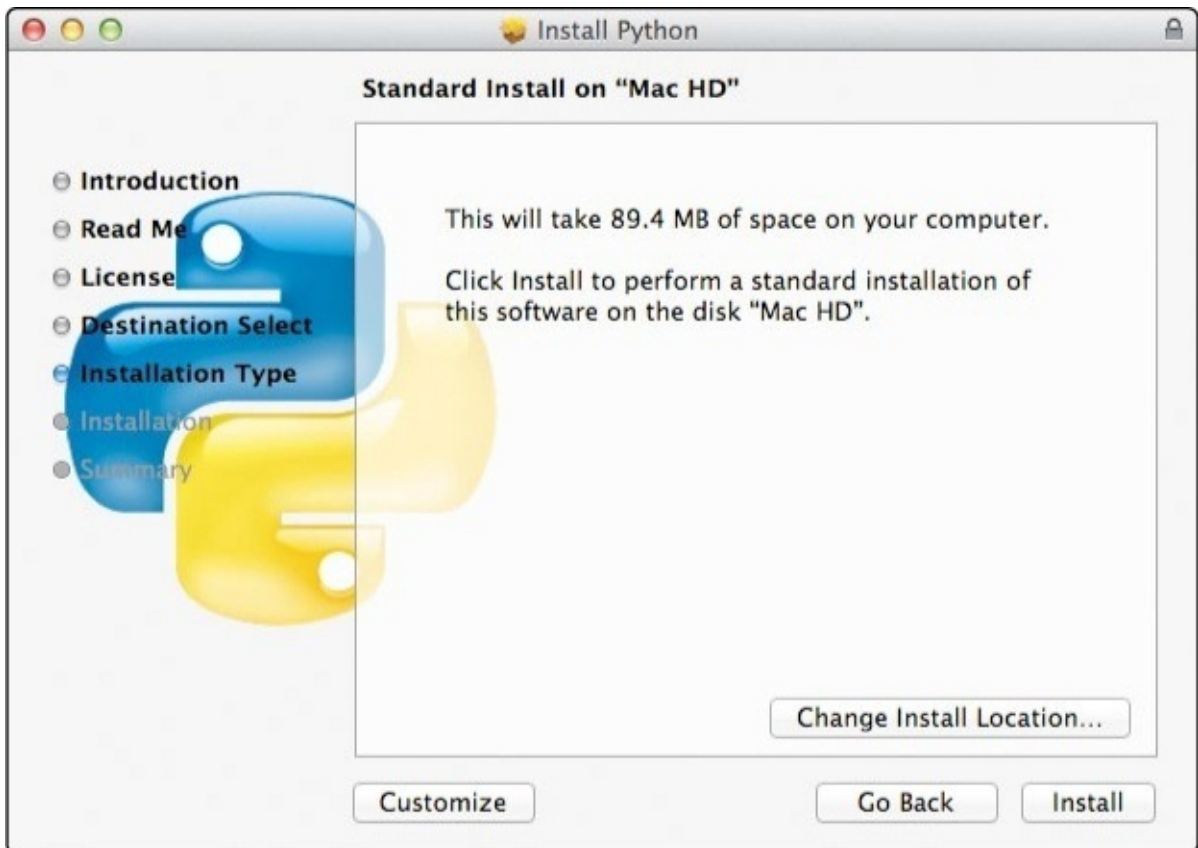 Install Python
Standard Install on “Mac HD”
Introduction
Read Me
License
Destination Select
Installation Type
Installation
Summary
This will take 89.4 MB of space on your computer.
Click Install to perform a standard installation of
this software on the disk “Mac HD”.
Change Install Location...
Customize
Go Back
Install